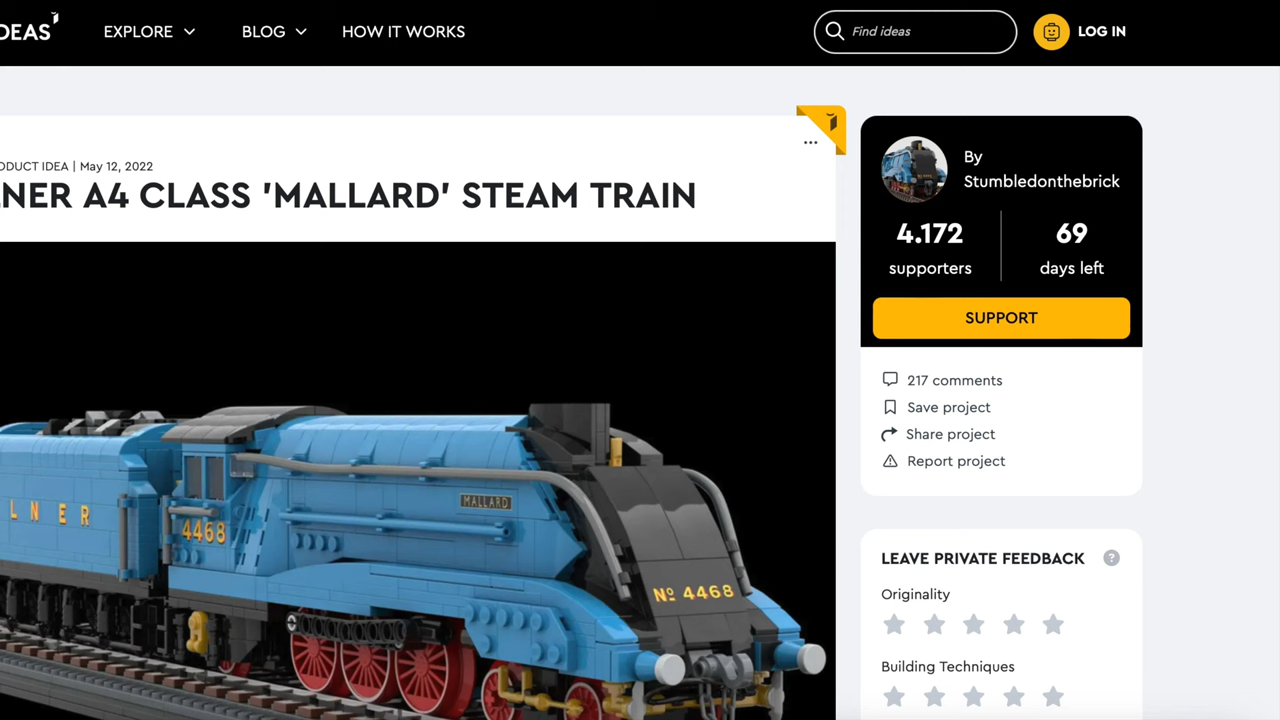 DEAS
EXPLORE
BLOG
HOW IT WORKS
Find ideas
LOG IN
ODUCT IDEA | May 12, 2022
LNER A4 CLASS 'MALLARD' STEAM TRAIN
By
Stumbledonthebrick
4.172
supporters
69
days left
SUPPORT
217 comments
Save project
Share project
Report project
LEAVE PRIVATE FEEDBACK ?
Originality
Building Techniques
L N E R
4468
MALLARD
Nº 4468